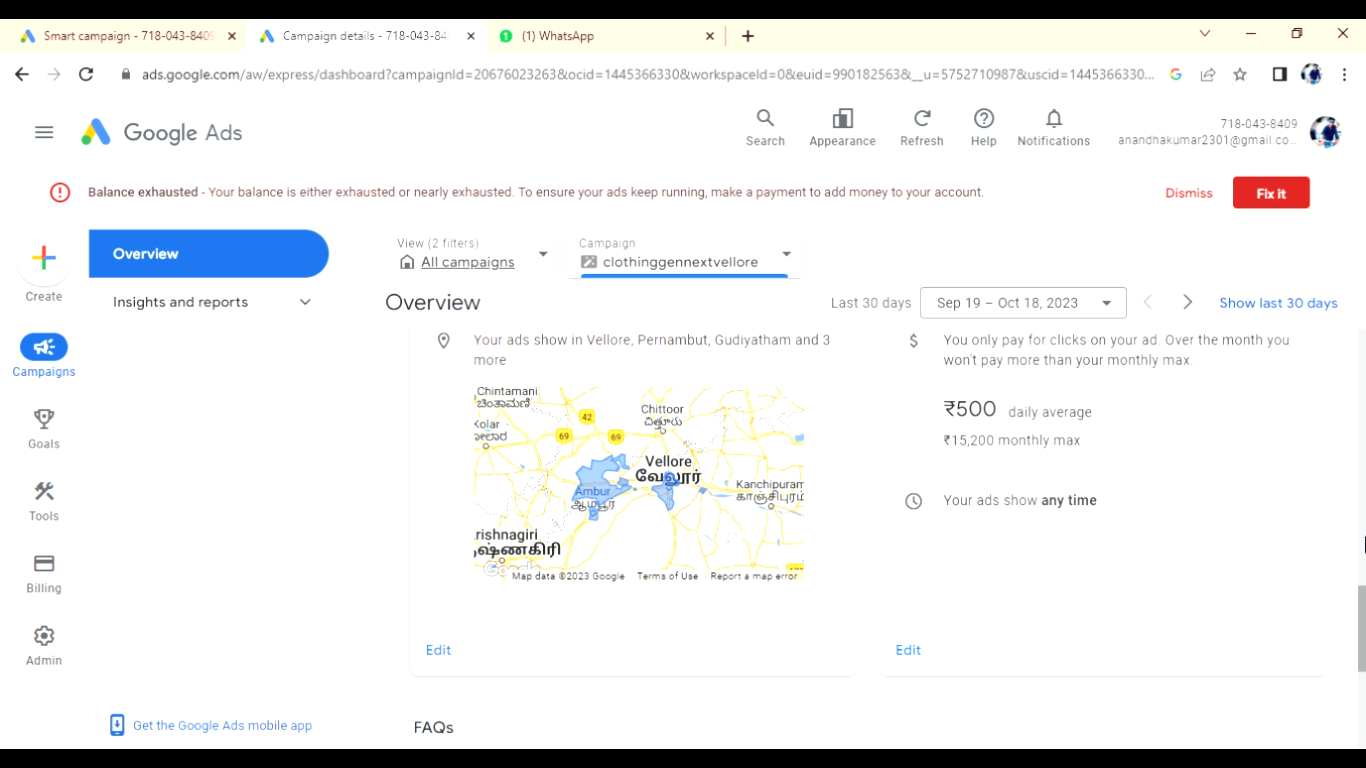 Smart campaign - 718-043-8409
Campaign details - 718-043-84
(1) WhatsApp
ads.google.com/aw/express/dashboard?campaignId=20676023263&ocid=1445366330&workspaceId=0&euid=990182563&__u=5752710987&uscid=1445366330...
Google Ads
Search
Appearance
Refresh
Help
Notifications
718-043-8409
anandhakumar2301@gmail.co...
Balance exhausted - Your balance is either exhausted or nearly exhausted. To ensure your ads keep running, make a payment to add money to your account.
Dismiss
Fix it
Create
Campaigns
Goals
Tools
Billing
Admin
Overview
Insights and reports
View (2 filters)
All campaigns
Campaign
clothinggennextvellore
Overview
Last 30 days
Sep 19 – Oct 18, 2023
Show last 30 days
Your ads show in Vellore, Pernambut, Gudiyatham and 3
more
Chintamani
42
Chittoor
చిత్తూరు
69
69
Vellore
வேலூர்
Ambur
ஆம்பூர்
Kanchipuram
rishnagiri
ஷ்ணகிரி
Google
Map data ©2023 Google
Terms of Use
Report a map error
Edit
You only pay for clicks on your ad. Over the month you
won't pay more than your monthly max.
₹500 daily average
₹15,200 monthly max
Your ads show any time
Edit
Get the Google Ads mobile app
FAQs